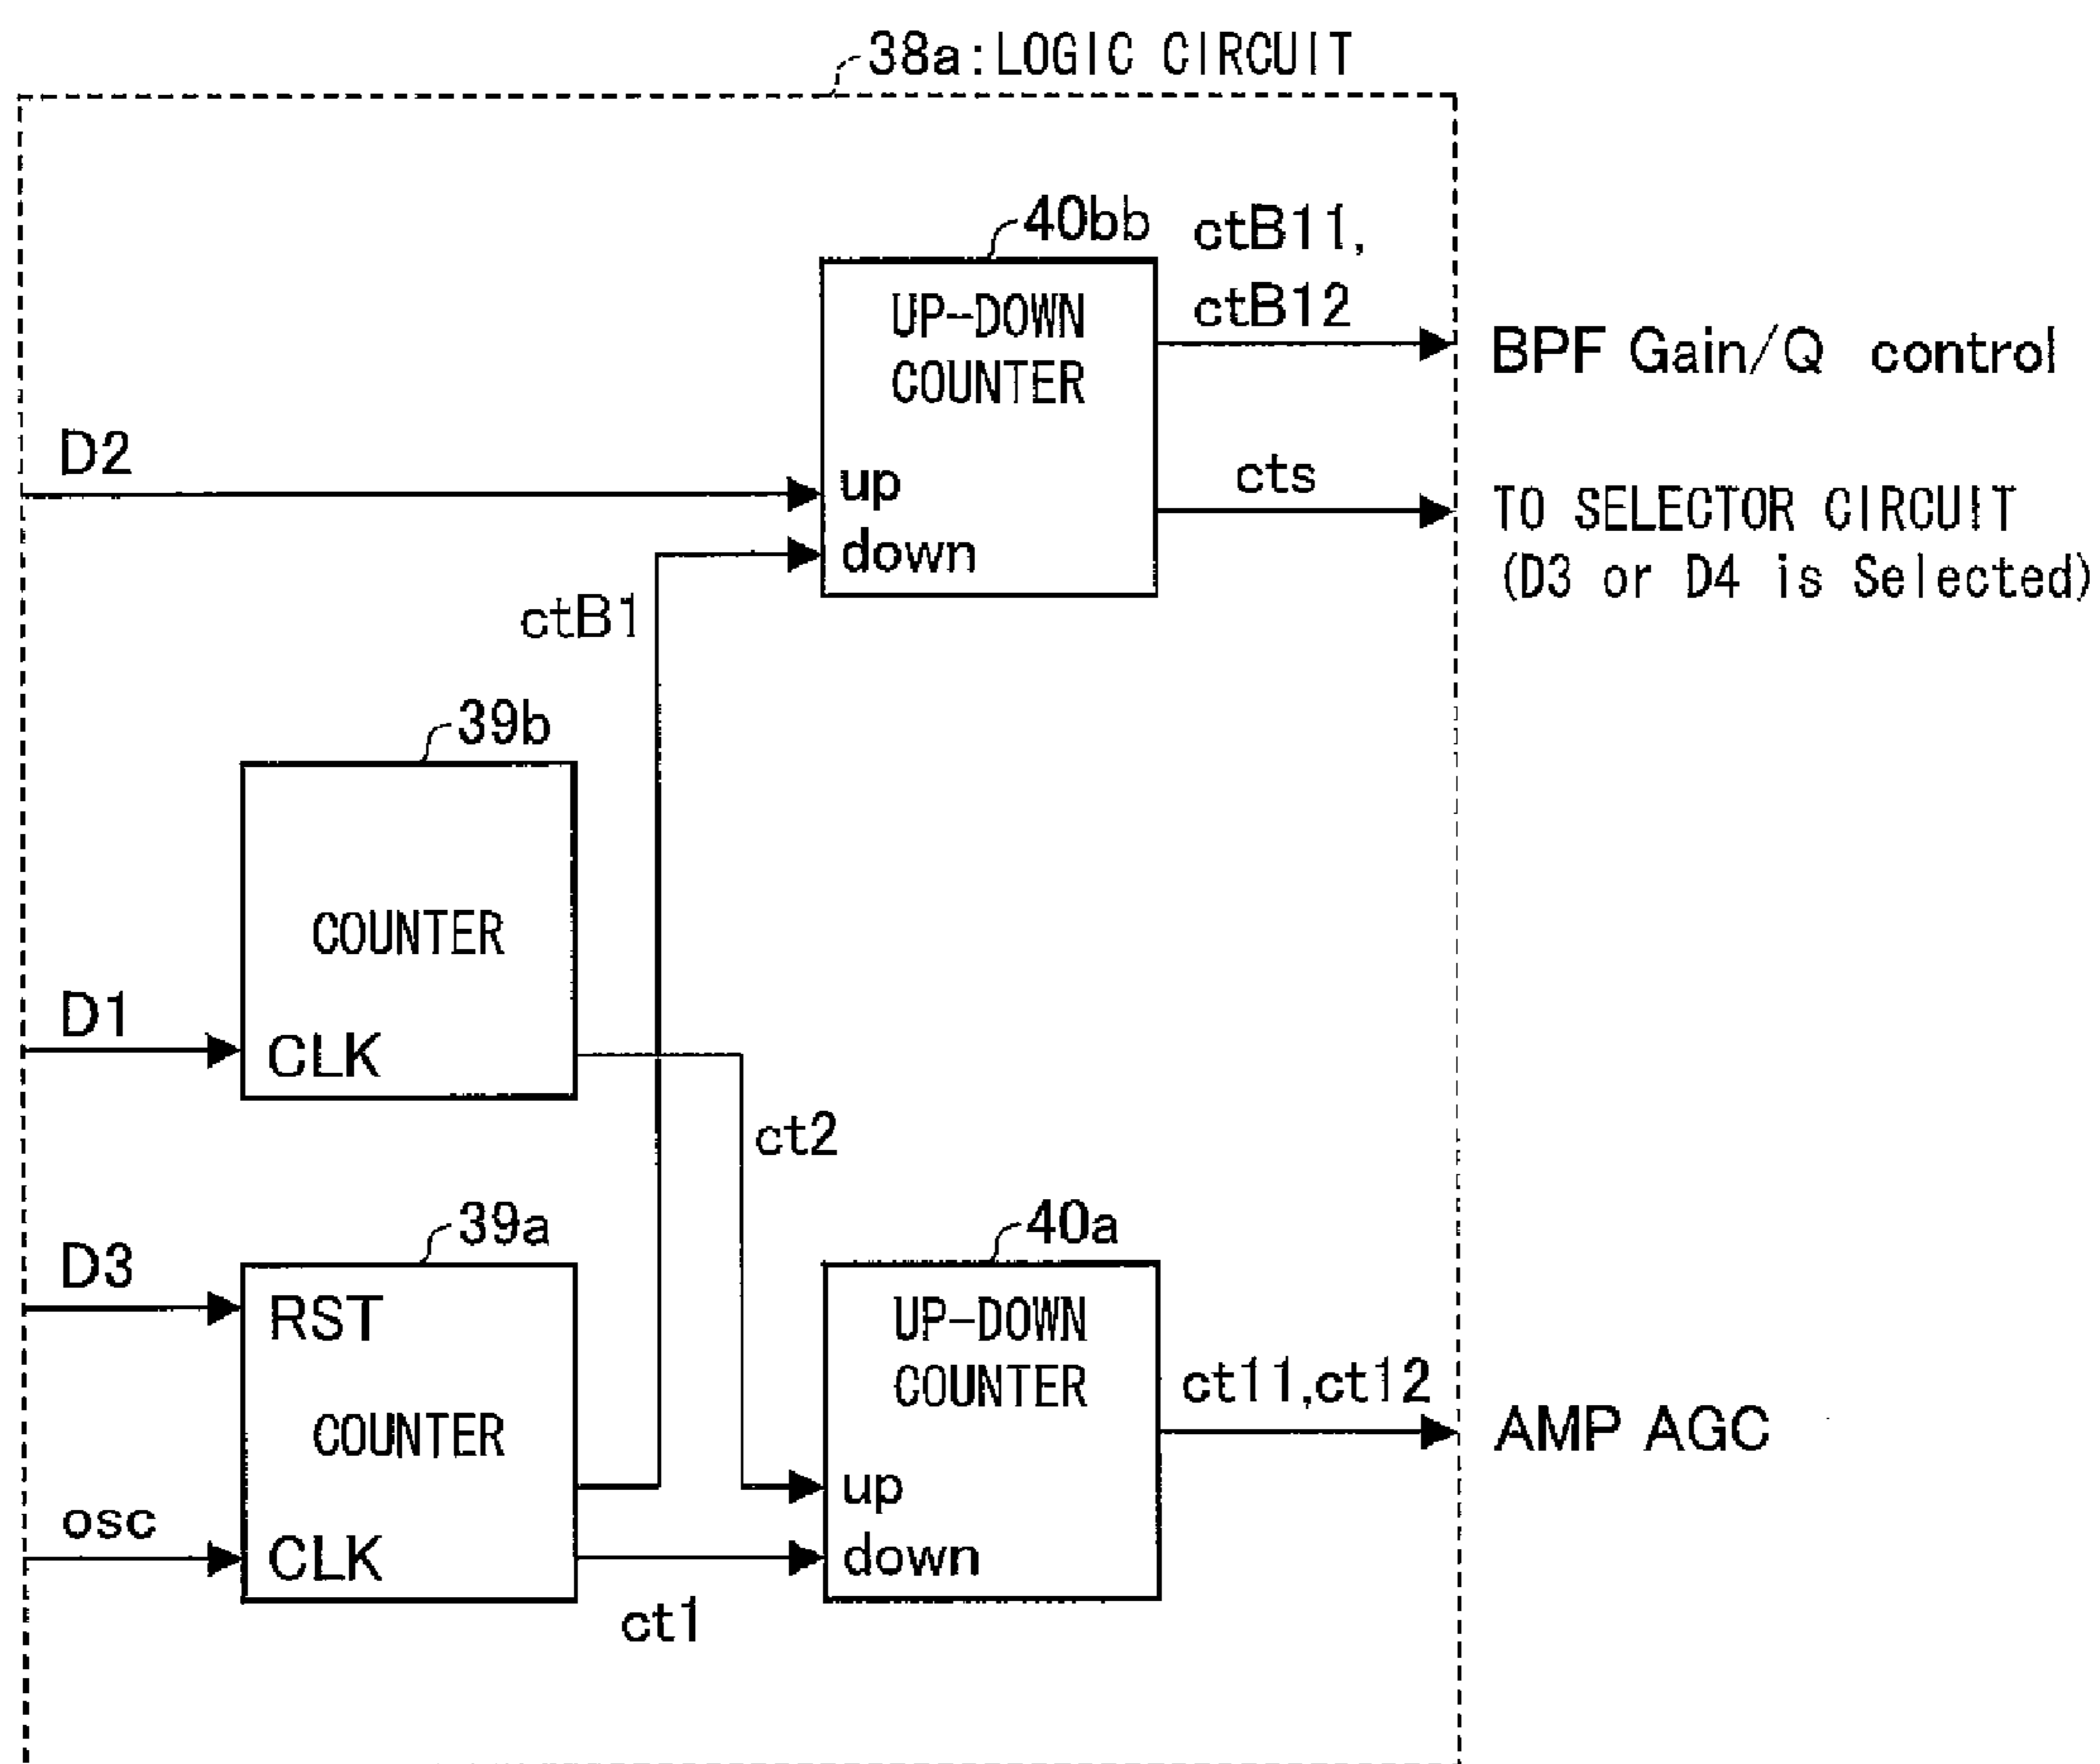 38a:LOGIC CIRCUIT
40bb
ctB11,
ctB12
UP-DOWN
COUNTER
BPF Gain/Q control
D2
up
cts
TO SELECTOR CIRCUIT
(D3 or D4 is Selected)
down
ctB1
39b
COUNTER
D1
CLK
ct2
39a
40a
D3
RST
UP-DOWN
COUNTER
ct11,ct12
COUNTER
AMP AGC
up
osc
CLK
down
ct1